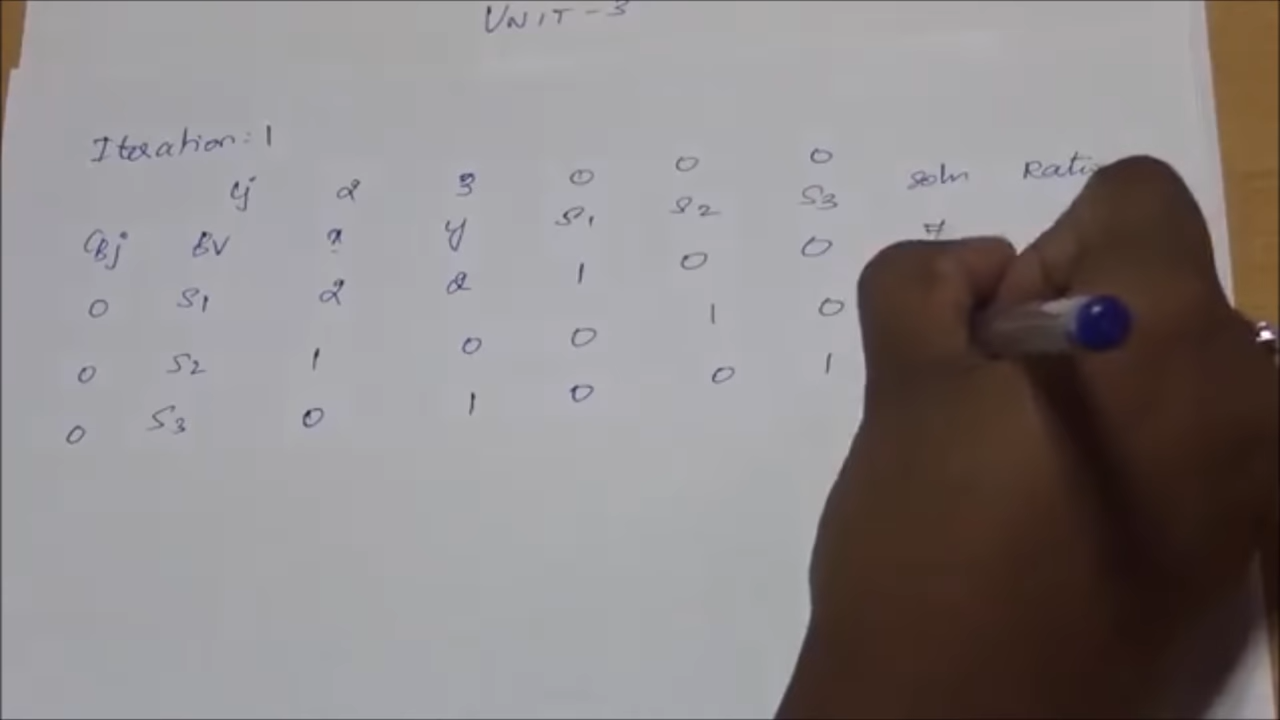 UNIT-3
Iteration: 1
Cj 2 3 0 0 0
CBj BV x y S1 S2 S3 soln Ratio
0 S1 2 2 1 0 0 7
0 S2 1 0 0 1 0
0 S3 0 1 0 0 1